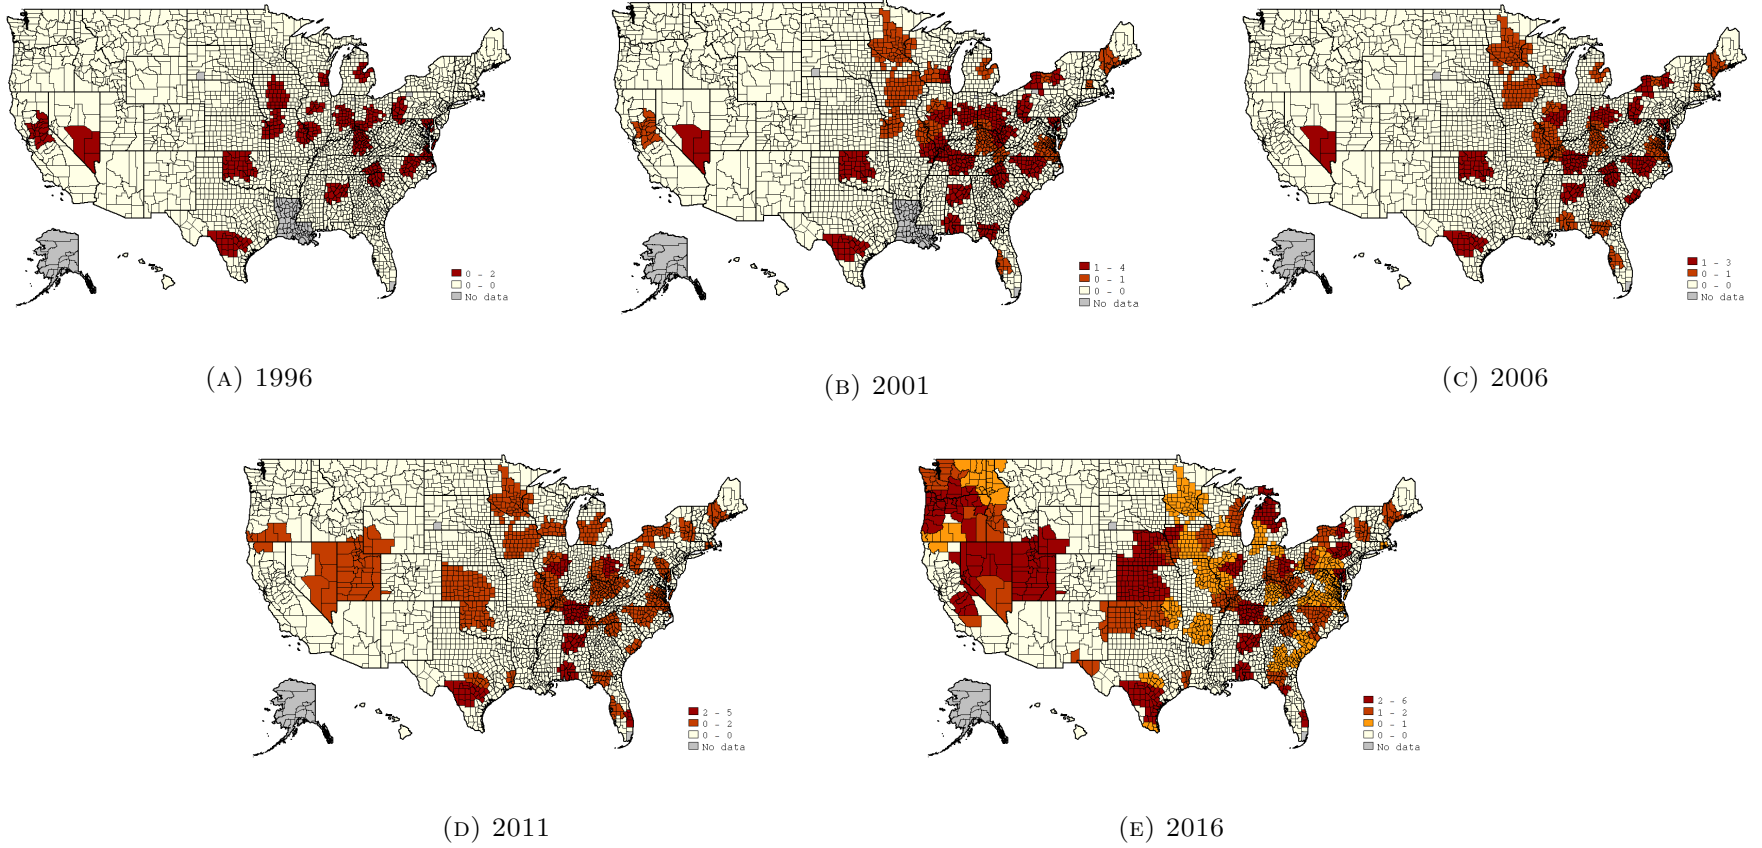 0 - 2
0 - 0
No data
(A) 1996
1 - 4
0 - 1
0 - 0
No data
(B) 2001
1 - 3
0 - 1
0 - 0
No data
(C) 2006
2 - 5
0 - 2
0 - 0
No data
(D) 2011
2 - 6
1 - 2
0 - 1
0 - 0
No data
(E) 2016